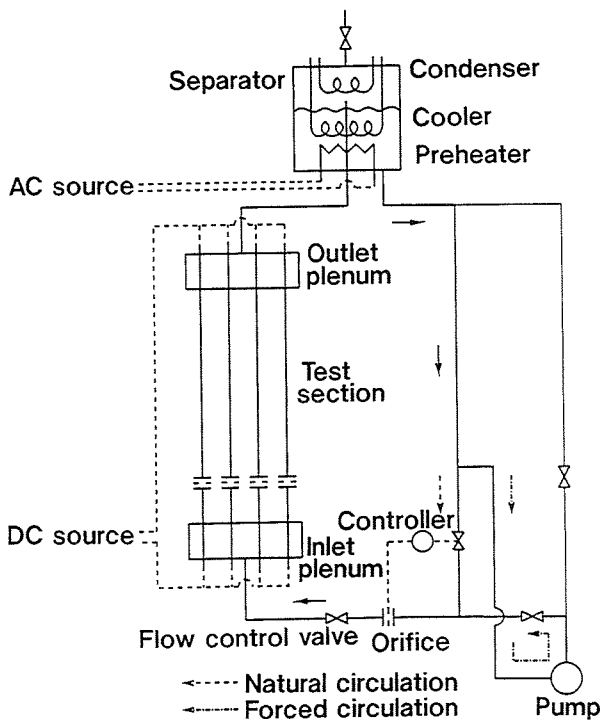 Separator
Condenser
Cooler
Preheater
AC source
Outlet
plenum
Test
section
Controller
DC source
Inlet
plenum
Flow control valve
Orifice
Natural circulation
Forced circulation
Pump